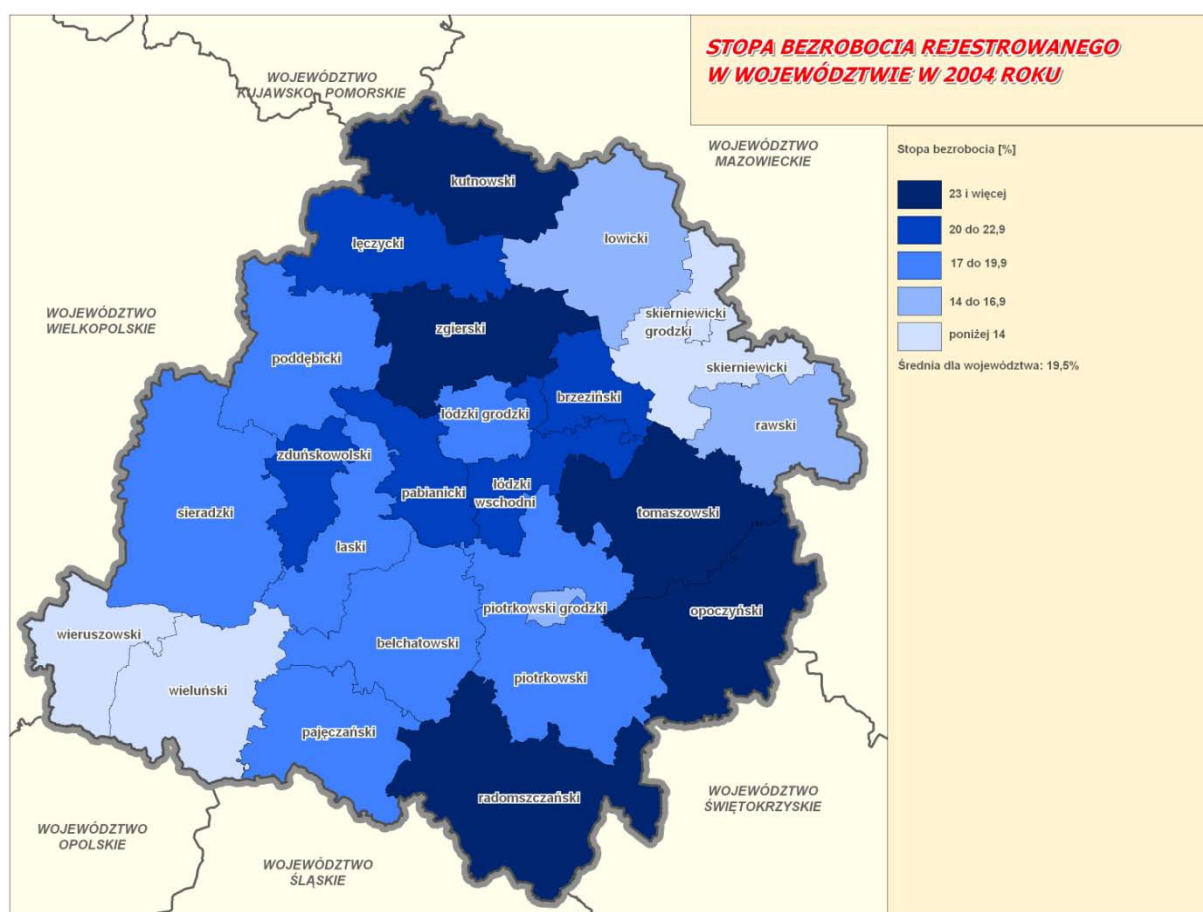 STOPA BEZROBOCIA REJESTROWANEGO
W WOJEWÓDZTWIE W 2004 ROKU
WOJEWÓDZTWO
KUJAWSKO - POMORSKIE
WOJEWÓDZTWO
MAZOWIECKIE
Stopa bezrobocia [%]
23 i więcej
20 do 22,9
17 do 19,9
14 do 16,9
poniżej 14
Średnia dla województwa: 19,5%
kutnowski
łęczycki
łowicki
WOJEWÓDZTWO
WIELKOPOLSKIE
skierniewicki
grodzki
zgierski
poddębicki
skierniewicki
brzeziński
łódzki grodzki
rawski
zduńskowolski
pabianicki
łódzki
wschodni
sieradzki
tomaszowski
łaski
piotrkowski grodzki
opoczyński
wieruszowski
bełchatowski
piotrkowski
wieluński
pajęczański
radomszczański
WOJEWÓDZTWO
ŚWIĘTOKRZYSKIE
WOJEWÓDZTWO
OPOLSKIE
WOJEWÓDZTWO
ŚLĄSKIE